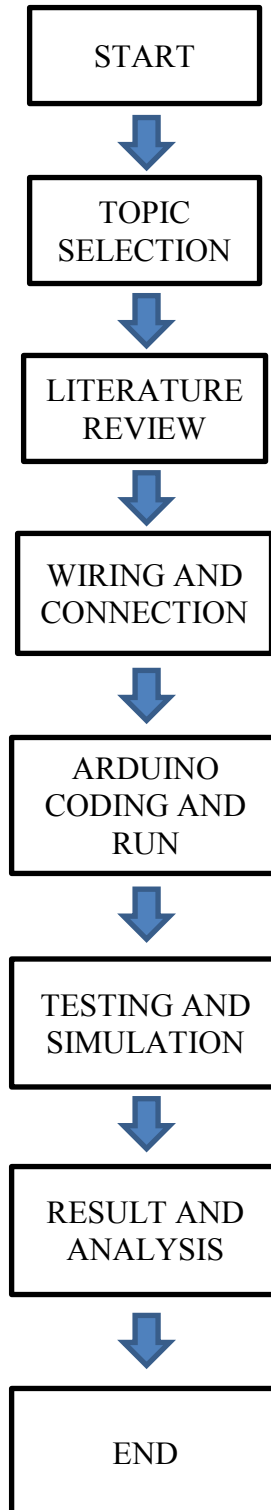 START
TOPIC
SELECTION
LITERATURE
REVIEW
WIRING AND
CONNECTION
ARDUINO
CODING AND
RUN
TESTING AND
SIMULATION
RESULT AND
ANALYSIS
END